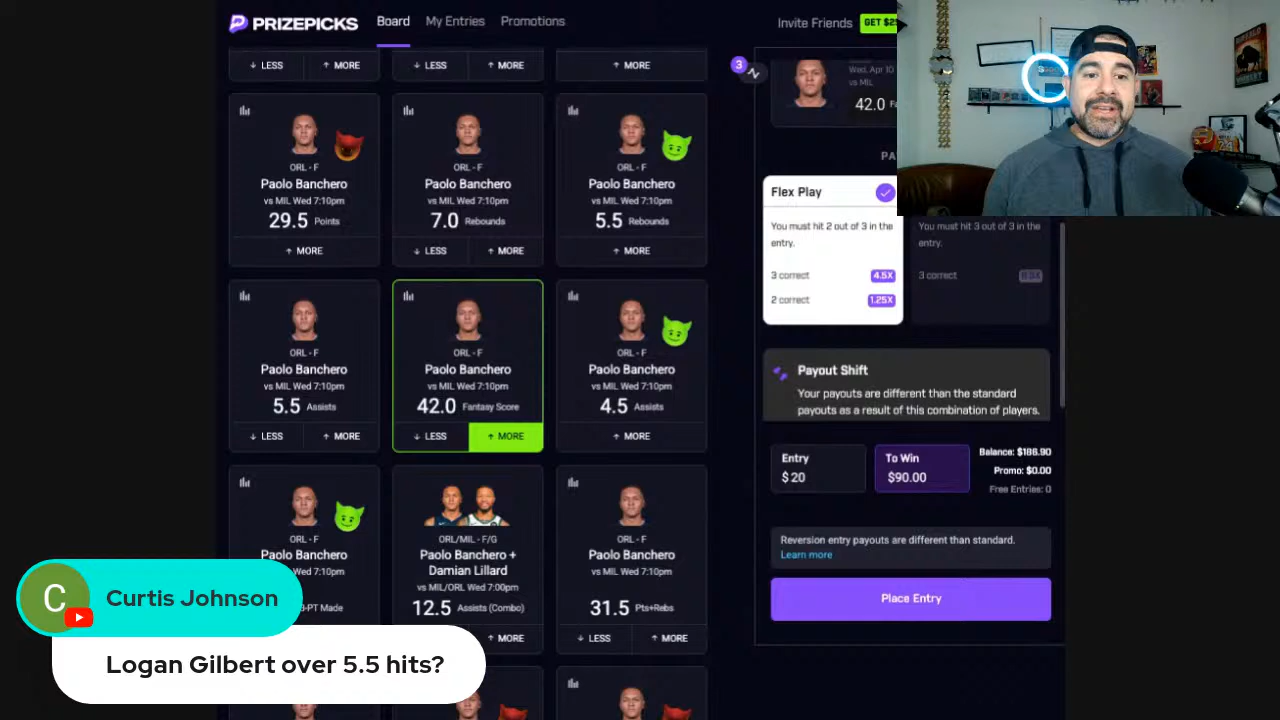 PRIZEPICKS
Board
My Entries
Promotions
Invite Friends
↓ LESS ↑ MORE
↓ LESS ↑ MORE
↑ MORE
ORL - F
Paolo Banchero
vs MIL Wed 7:10pm
29.5 Points
↑ MORE
ORL - F
Paolo Banchero
vs MIL Wed 7:10pm
7.0 Rebounds
↓ LESS ↑ MORE
ORL - F
Paolo Banchero
vs MIL Wed 7:10pm
5.5 Rebounds
↑ MORE
ORL - F
Paolo Banchero
vs MIL Wed 7:10pm
5.5 Assists
↓ LESS ↑ MORE
ORL - F
Paolo Banchero
vs MIL Wed 7:10pm
42.0 Fantasy Score
↓ LESS ↑ MORE
ORL - F
Paolo Banchero
vs MIL Wed 7:10pm
4.5 Assists
↑ MORE
ORL - F
Paolo Banchero
7:10pm
-PT Made
ORL/MIL - F/G
Paolo Banchero +
Damian Lillard
vs MIL/ORL Wed 7:00pm
12.5 Assists (Combo)
MORE
ORL - F
Paolo Banchero
vs MIL Wed 7:10pm
31.5 Pts+Rebs
↓ LESS ↑ MORE
3
Wed, Apr 10
vs MIL
42.0
Flex Play
You must hit 2 out of 3 in the
entry.
3 correct 4.5X
2 correct 1.25X
You must hit 3 out of 3 in the
entry.
3 correct
Payout Shift
Your payouts are different than the standard
payouts as a result of this combination of players.
Entry
$ 20
To Win
$90.00
Balance: $186.90
Promo: $0.00
Free Entries: 0
Reversion entry payouts are different than standard.
Learn more
Place Entry
C
Curtis Johnson
Logan Gilbert over 5.5 hits?